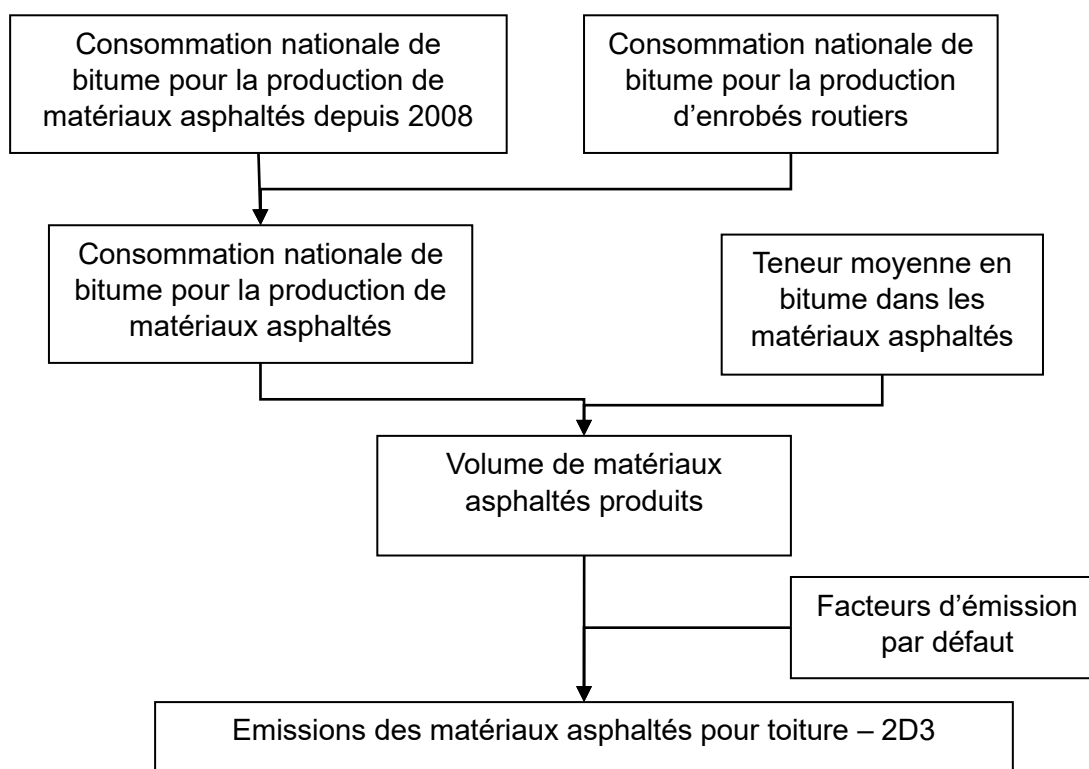 Consommation nationale de
bitume pour la production de
matériaux asphaltés depuis 2008
Consommation nationale de
bitume pour la production
d’enrobés routiers
Consommation nationale de
bitume pour la production de
matériaux asphaltés
Teneur moyenne en
bitume dans les
matériaux asphaltés
Volume de matériaux
asphaltés produits
Facteurs d’émission
par défaut
Emissions des matériaux asphaltés pour toiture – 2D3